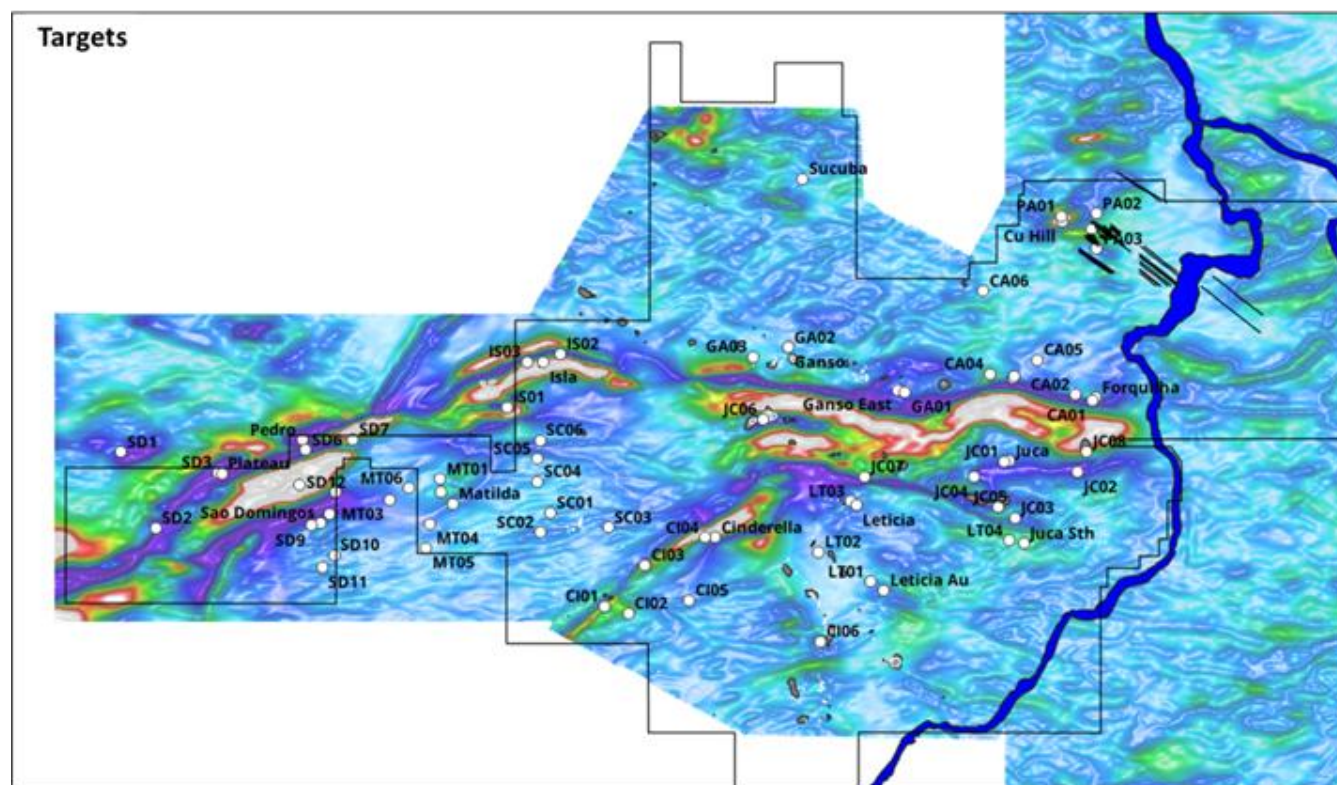 Targets
Sucuba
PA01
PA02
Cu Hill
PA03
CA06
IS03
IS02
Isla
IS01
GA03
GA02
Ganso
CA04
CA05
CA02
Forquilha
GA01
Ganso East
CA01
JC06
Pedro
SD6
SD7
SD1
SC06
SC05
JC08
SD3
Plateau
SC04
JC07
JC01
Juca
SD12
MT06
MT01
Matilda
JC04
JC05
JC02
JC03
Sao Domingos
MT03
SC01
LT03
Leticia
SD2
SD9
MT04
SC02
SC03
CI04
Cinderella
LT04
Juca Sth
SD10
MT05
LT02
CI03
SD11
LT01
Leticia Au
CI01
CI02
CI05
CI06